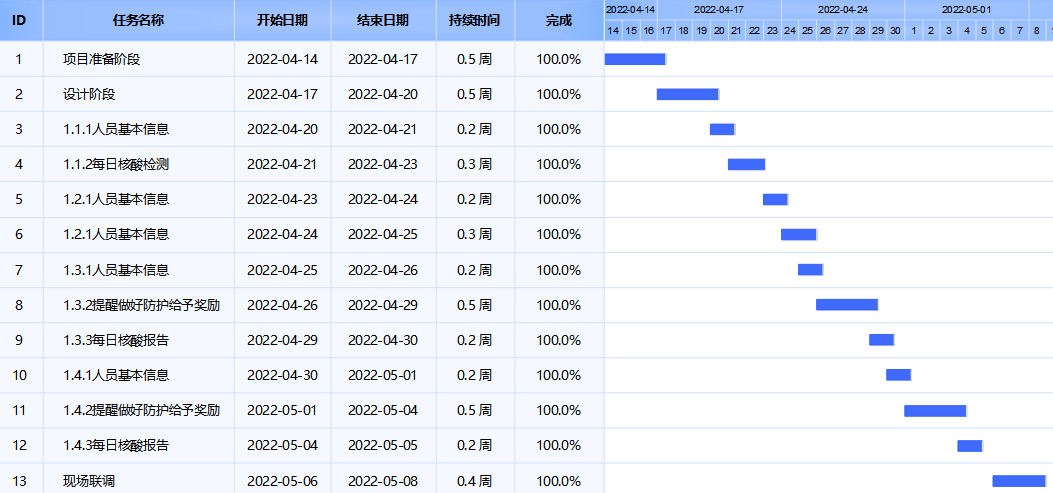 ID 任务名称 开始日期 结束日期 持续时间 完成 2022-04-14 2022-04-17 2022-04-24 2022-05-01
14 15 16 17 18 19 20 21 22 23 24 25 26 27 28 29 30 1 2 3 4 5 6 7 8
1 项目准备阶段 2022-04-14 2022-04-17 0.5 周 100.0%
2 设计阶段 2022-04-17 2022-04-20 0.5 周 100.0%
3 1.1.1人员基本信息 2022-04-20 2022-04-21 0.2 周 100.0%
4 1.1.2每日核酸检测 2022-04-21 2022-04-23 0.3 周 100.0%
5 1.2.1人员基本信息 2022-04-23 2022-04-24 0.2 周 100.0%
6 1.2.1人员基本信息 2022-04-24 2022-04-25 0.3 周 100.0%
7 1.3.1人员基本信息 2022-04-25 2022-04-26 0.2 周 100.0%
8 1.3.2提醒做好防护给予奖励 2022-04-26 2022-04-29 0.5 周 100.0%
9 1.3.3每日核酸报告 2022-04-29 2022-04-30 0.2 周 100.0%
10 1.4.1人员基本信息 2022-04-30 2022-05-01 0.2 周 100.0%
11 1.4.2提醒做好防护给予奖励 2022-05-01 2022-05-04 0.5 周 100.0%
12 1.4.3每日核酸报告 2022-05-04 2022-05-05 0.2 周 100.0%
13 现场联调 2022-05-06 2022-05-08 0.4 周 100.0%